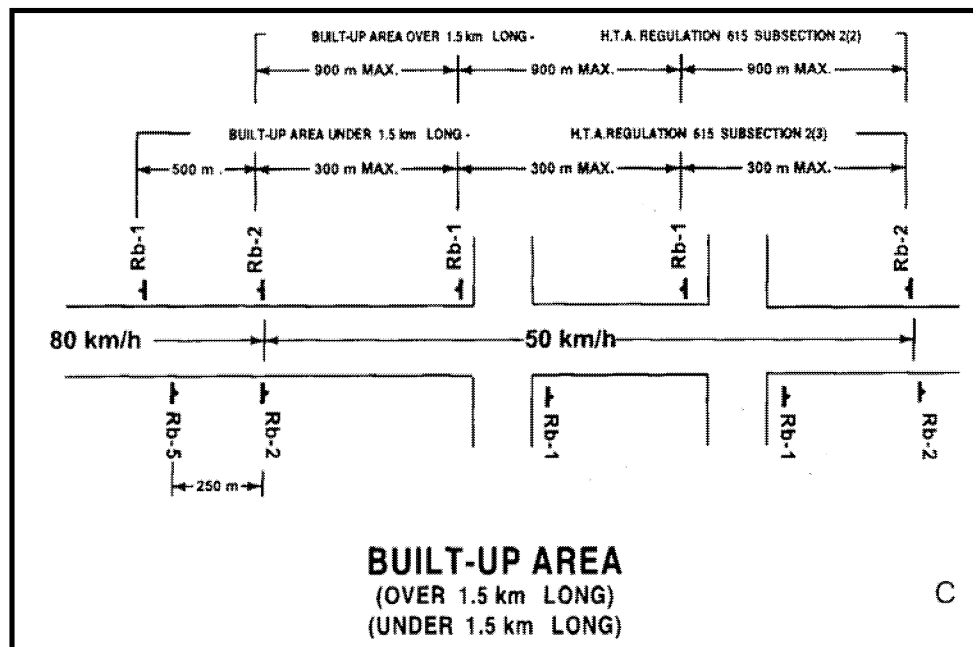 BUILT-UP AREA OVER 1.5 km LONG - H.T.A. REGULATION 615 SUBSECTION 2(2)
900 m MAX. 900 m MAX. 900 m MAX.
BUILT-UP AREA UNDER 1.5 km LONG - H.T.A.REGULATION 615 SUBSECTION 2(3)
500 m . 300 m MAX. 300 m MAX. 300 m MAX.
Rb-1 Rb-2 Rb-1 Rb-1 Rb-2
80 km/h 50 km/h
Rb-5 Rb-2 Rb-1 Rb-1 Rb-2
250 m
BUILT-UP AREA
(OVER 1.5 km LONG)
(UNDER 1.5 km LONG)
C